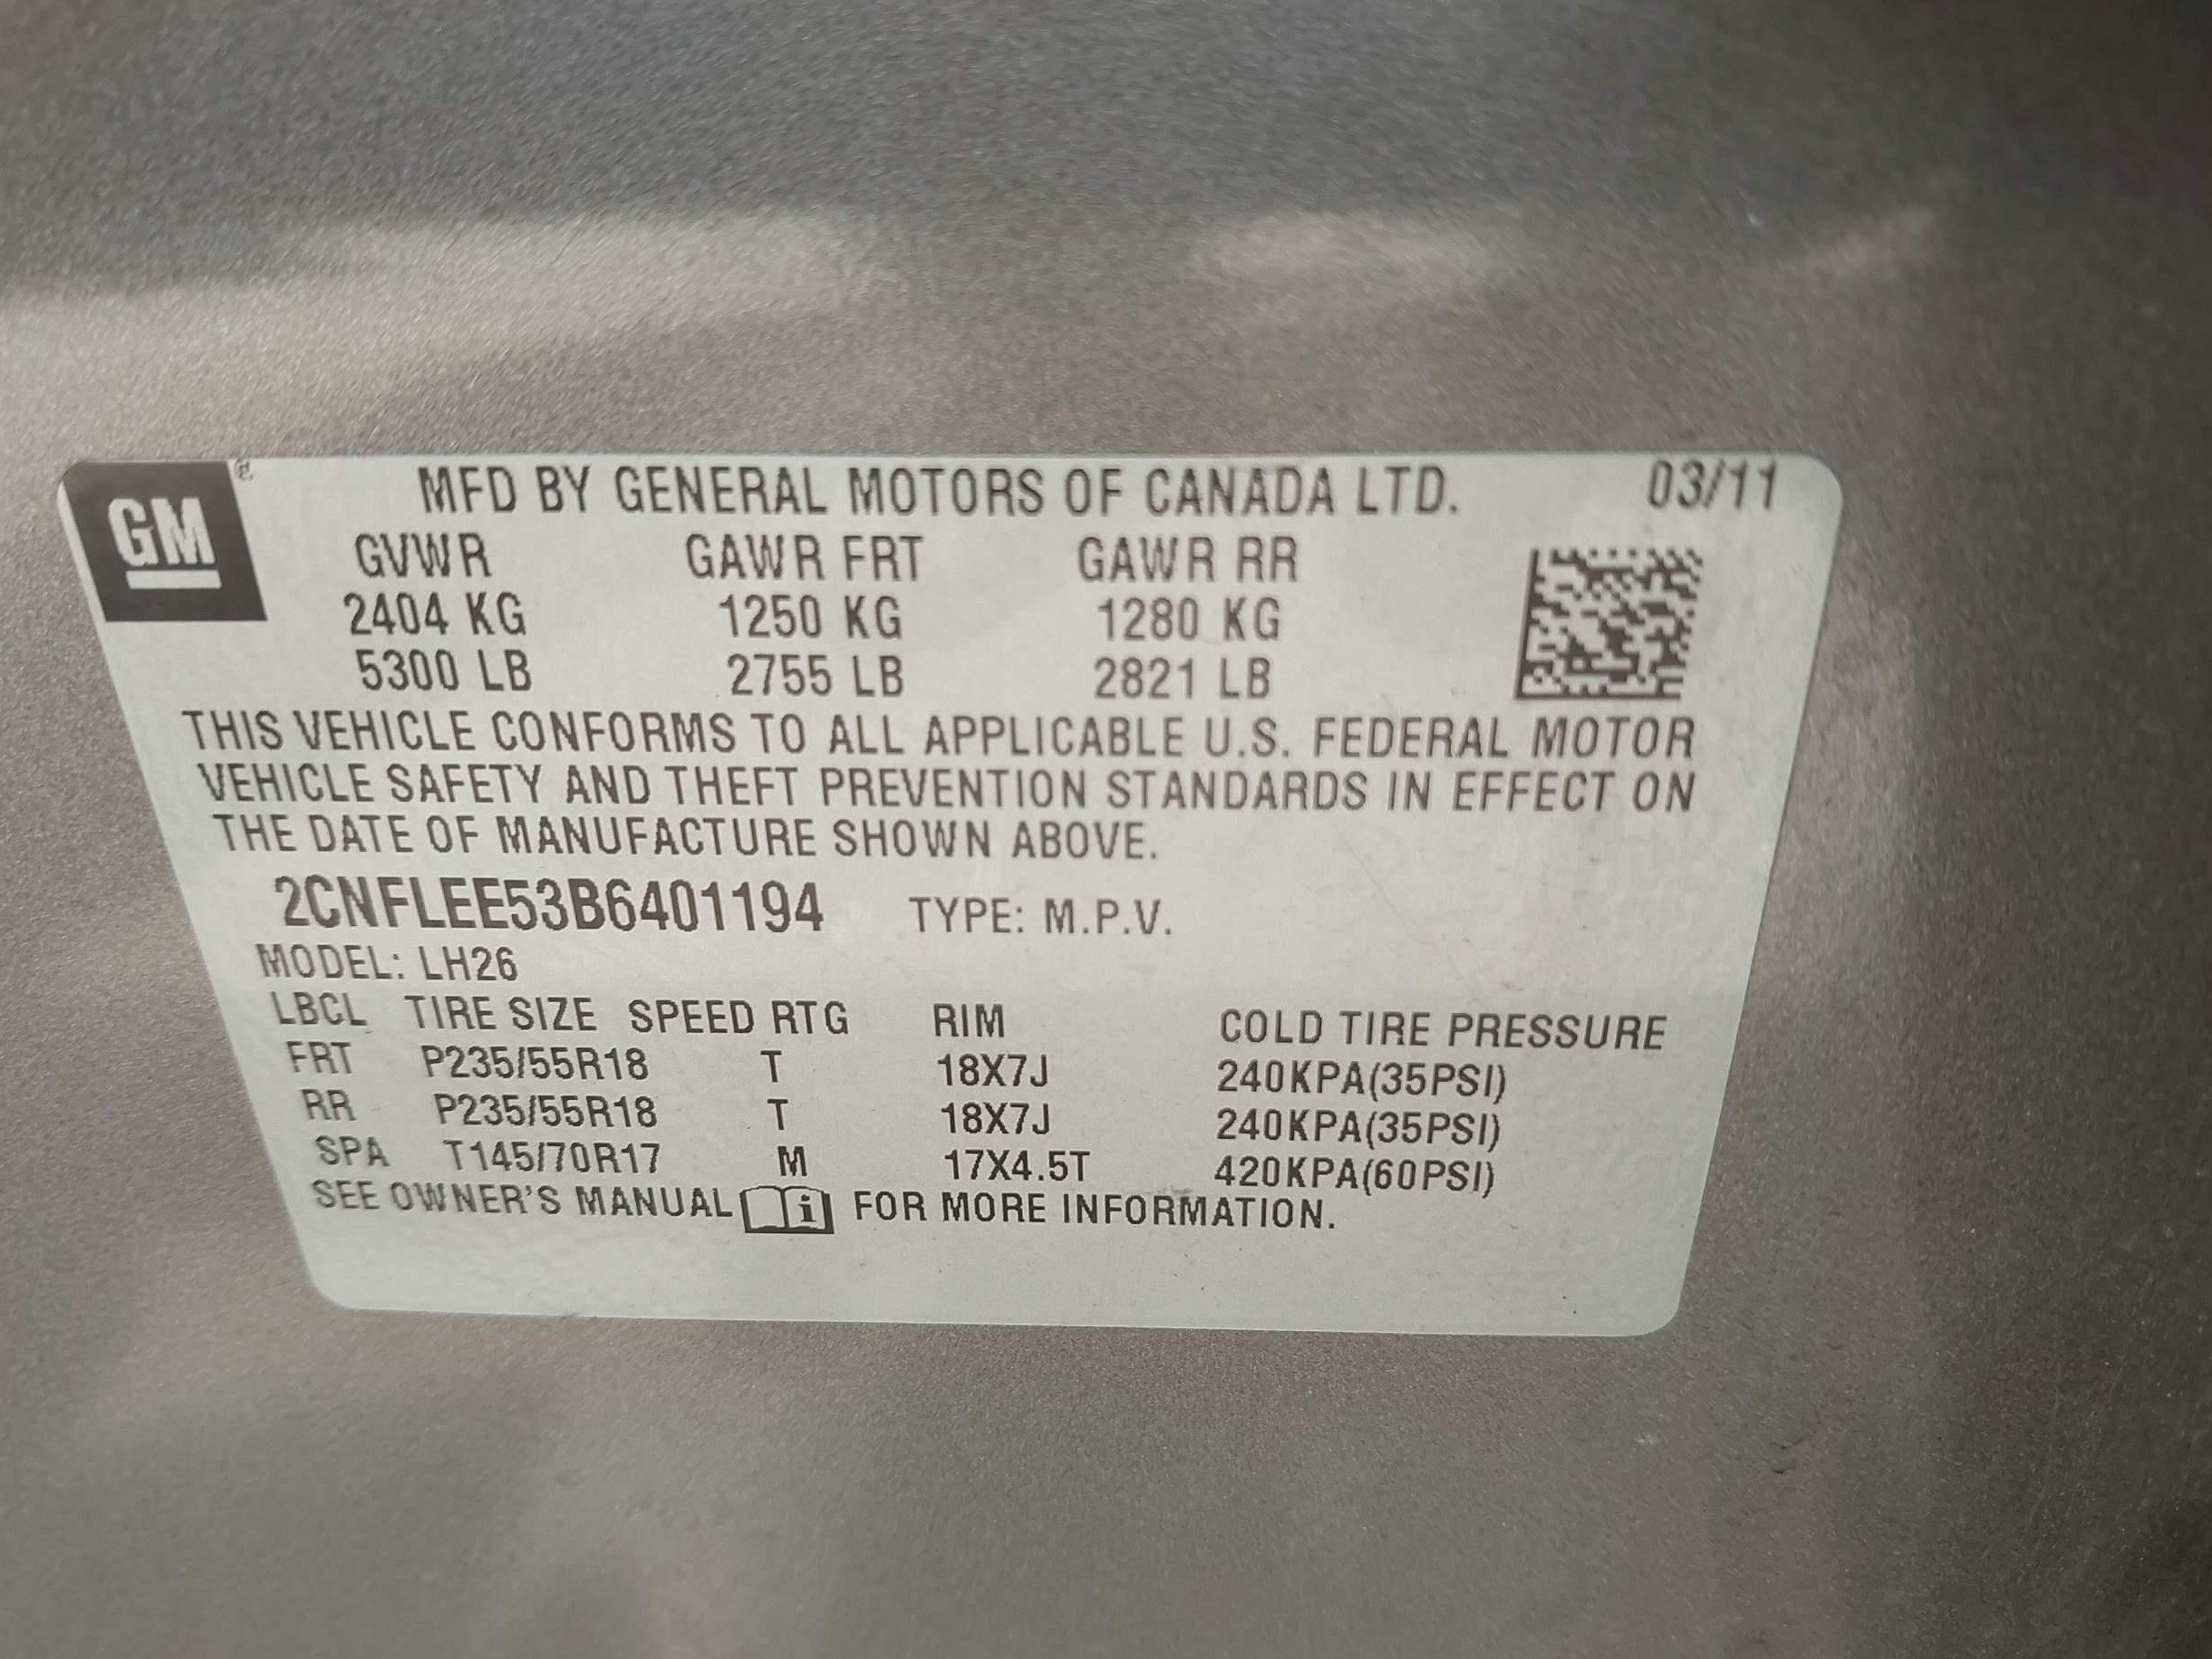 GM ®
MFD BY GENERAL MOTORS OF CANADA LTD. 03/11
GVWR GAWR FRT GAWR RR
2404 KG 1250 KG 1280 KG
5300 LB 2755 LB 2821 LB
THIS VEHICLE CONFORMS TO ALL APPLICABLE U.S. FEDERAL MOTOR
VEHICLE SAFETY AND THEFT PREVENTION STANDARDS IN EFFECT ON
THE DATE OF MANUFACTURE SHOWN ABOVE.
2CNFLEE53B6401194 TYPE: M.P.V.
MODEL: LH26
LBCL TIRE SIZE SPEED RTG RIM COLD TIRE PRESSURE
FRT P235/55R18 T 18X7J 240KPA(35PSI)
RR P235/55R18 T 18X7J 240KPA(35PSI)
SPA T145/70R17 M 17X4.5T 420KPA(60PSI)
SEE OWNER'S MANUAL i FOR MORE INFORMATION.